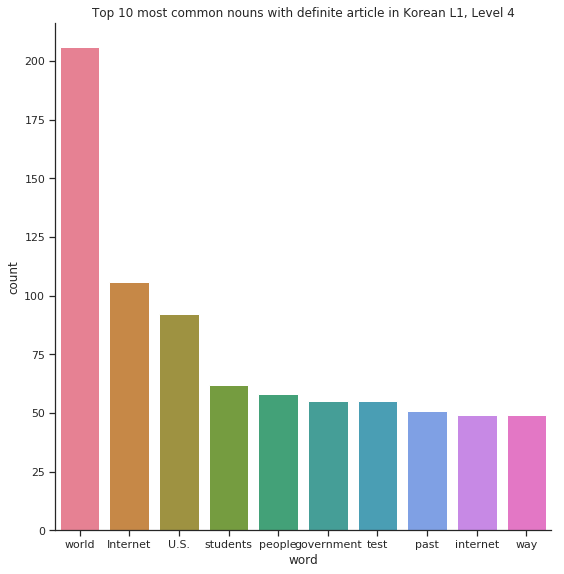 Top 10 most common nouns with definite article in Korean L1, Level 4
200
175
150
125
100
75
50
25
0
count
world Internet U.S. students people government test past internet way
word